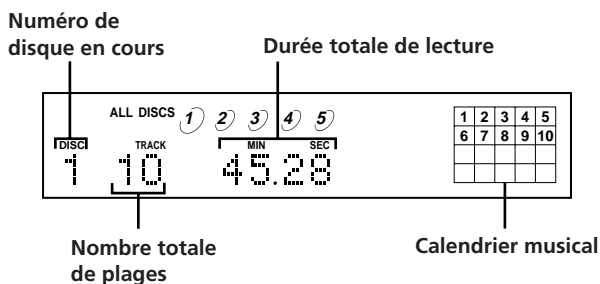 Numéro de
disque en cours
Durée totale de lecture
ALL DISCS 1 2 3 4 5
DISC TRACK MIN SEC
1 10 45.28
1 2 3 4 5
6 7 8 9 10
Nombre totale
de plages
Calendrier musical